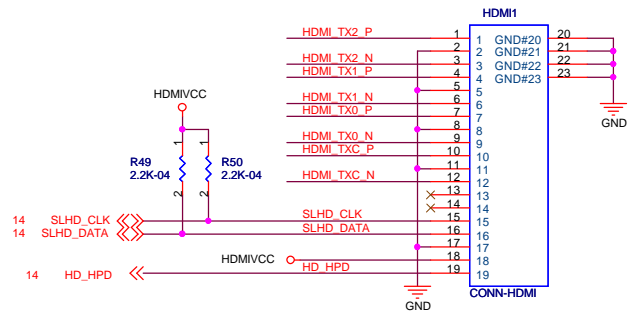 HDMI1
HDMI_TX2_P 1 1 GND#20 20
2 2 GND#21 21
HDMI_TX2_N 3 3 GND#22 22
HDMI_TX1_P 4 4 GND#23 23
5 5
HDMI_TX1_N 6 6
HDMI_TX0_P 7 7
8 8
HDMI_TX0_N 9 9
HDMI_TXC_P 10 10
11 11
HDMI_TXC_N 12 12
13 13
14 14
SLHD_CLK 15 15
SLHD_DATA 16 16
17 17
HDMIVCC 18 18
HD_HPD 19 19
CONN-HDMI
GND
GND
HDMIVCC
1 1
R49 R50
2.2K-04 2.2K-04
2 2
14 SLHD_CLK
14 SLHD_DATA
14 HD_HPD